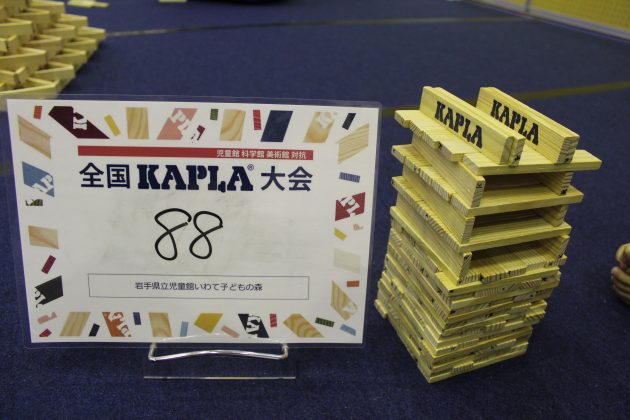 児童館 科学館 美術館 対抗
全国 KAPLA® 大会
88
岩手県立児童館いわて子どもの森
KAPLA
KAPLA